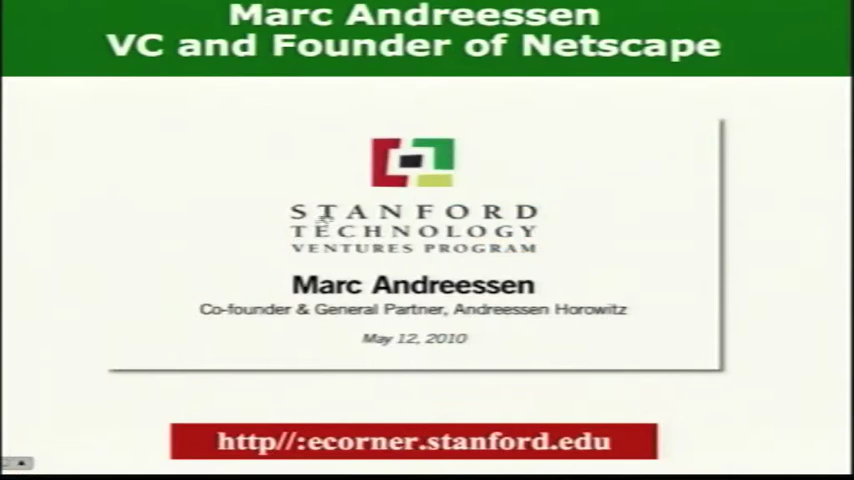 Marc Andreessen
VC and Founder of Netscape
STANFORD
TECHNOLOGY
VENTURES PROGRAM
Marc Andreessen
Co-founder & General Partner, Andreessen Horowitz
May 12, 2010
http//:ecorner.stanford.edu